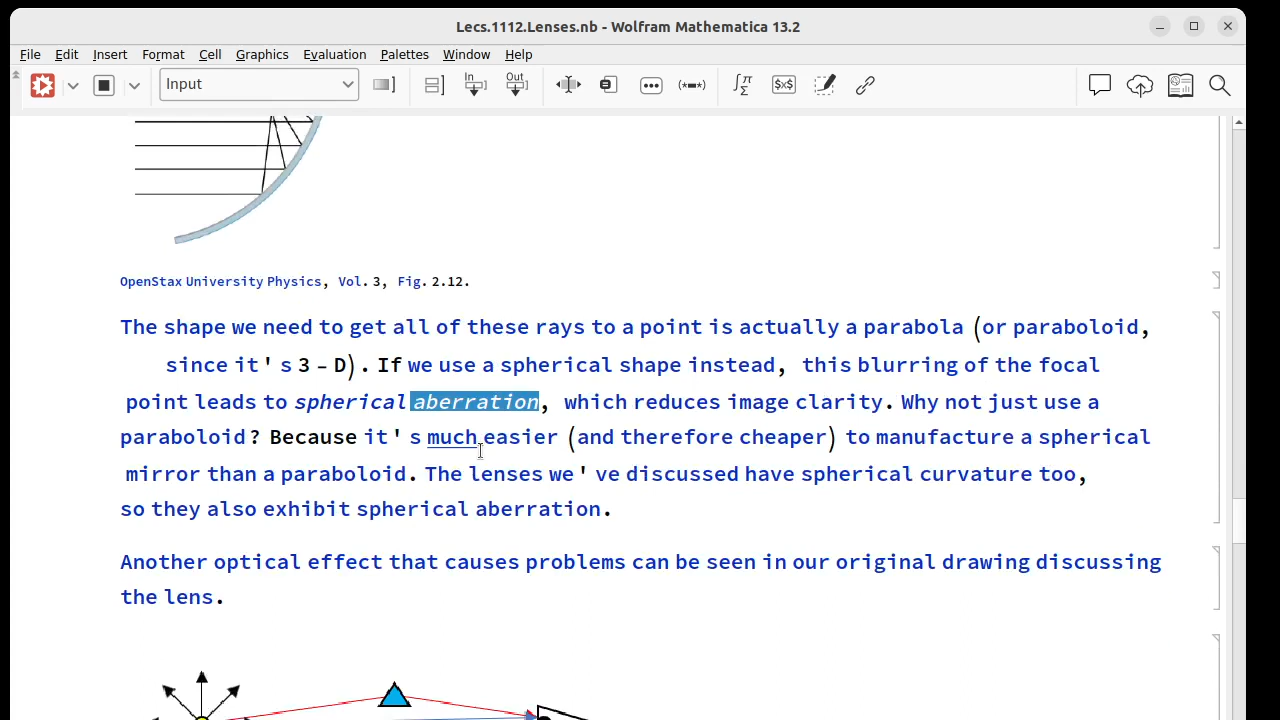 Lecs.1112.Lenses.nb - Wolfram Mathematica 13.2
File Edit Insert Format Cell Graphics Evaluation Palettes Window Help
Input In Out
OpenStax University Physics, Vol. 3, Fig. 2.12.
The shape we need to get all of these rays to a point is actually a parabola (or paraboloid,
since it's 3 - D). If we use a spherical shape instead, this blurring of the focal
point leads to spherical aberration, which reduces image clarity. Why not just use a
paraboloid? Because it's much easier (and therefore cheaper) to manufacture a spherical
mirror than a paraboloid. The lenses we've discussed have spherical curvature too,
so they also exhibit spherical aberration.
Another optical effect that causes problems can be seen in our original drawing discussing
the lens.